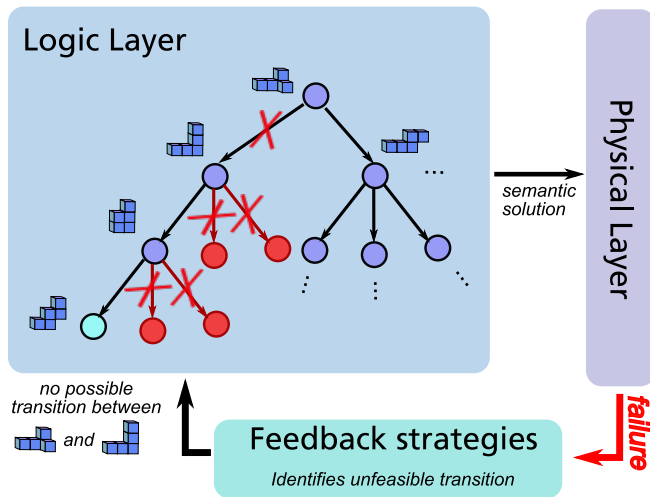 Logic Layer
...
semantic
solution
Physical Layer
...
...
...
no possible
transition between
and
failure
Feedback strategies
Identifies unfeasible transition